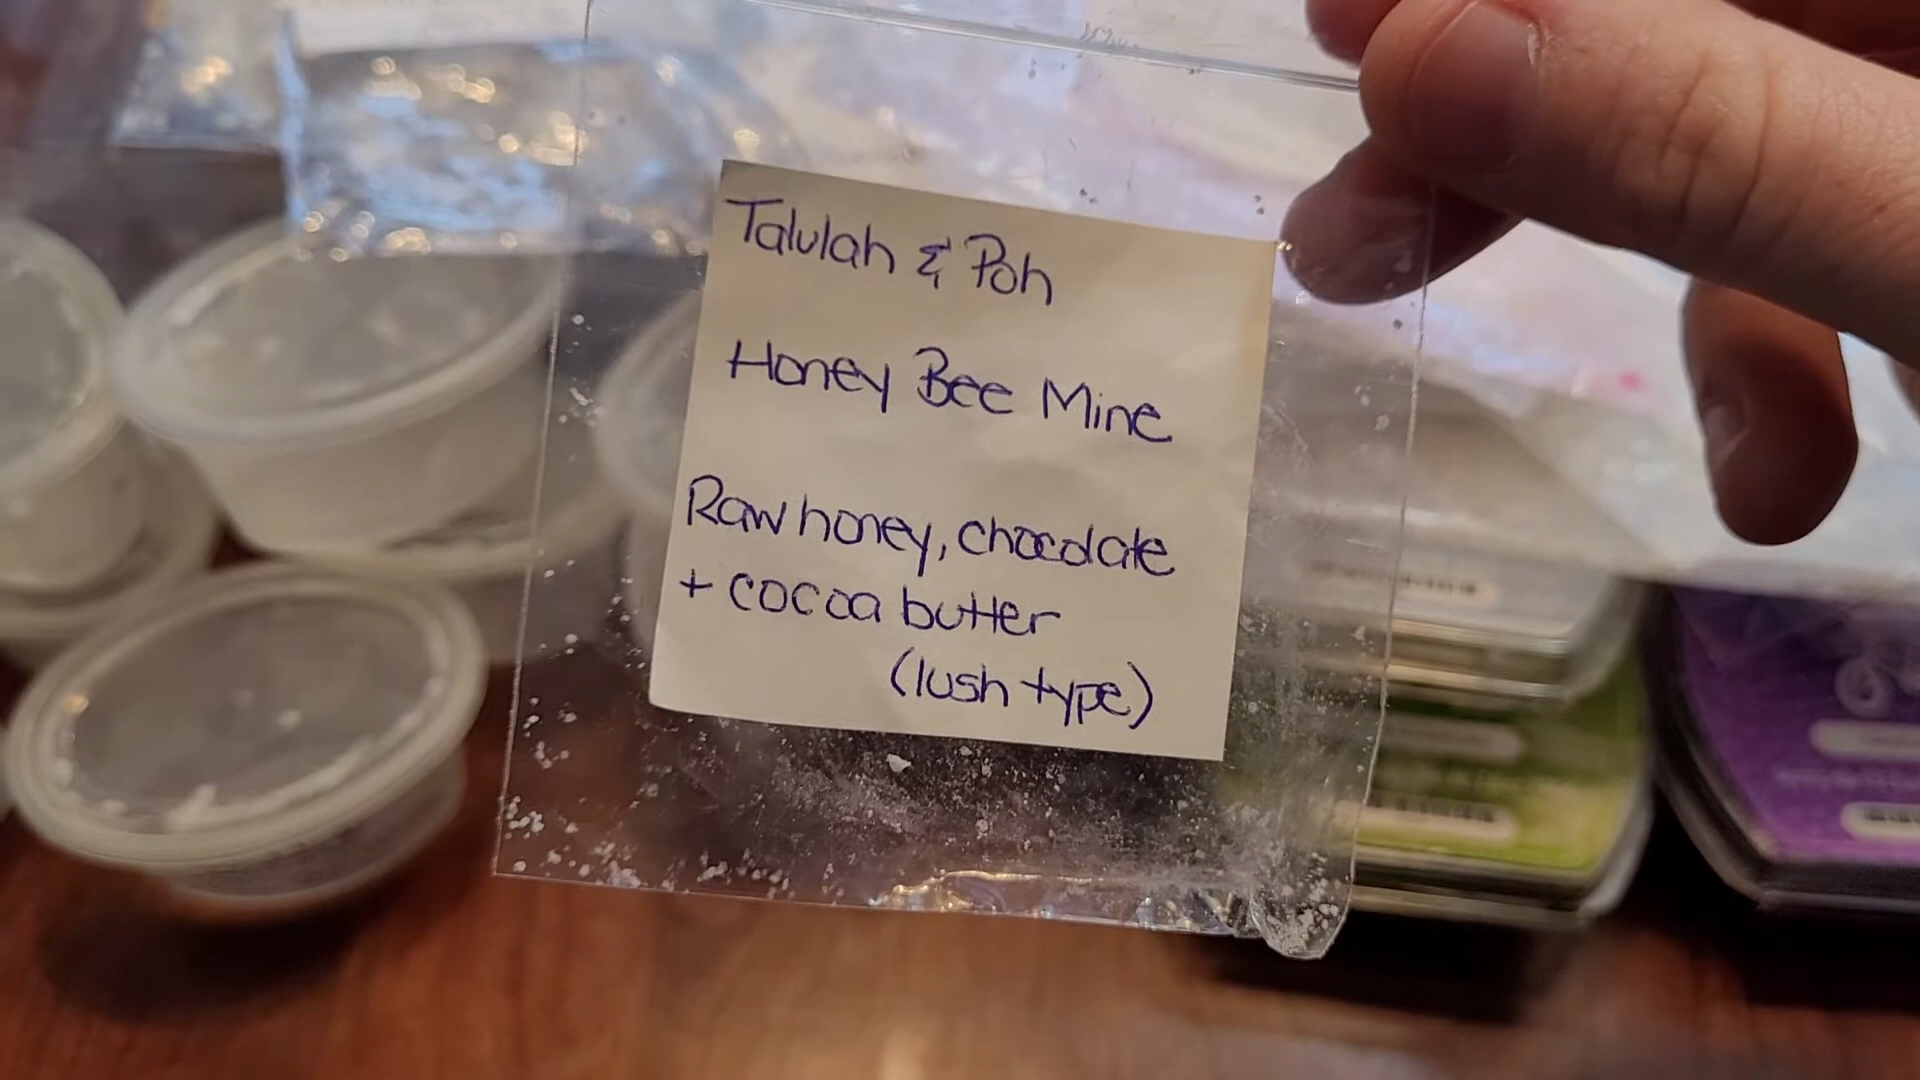 Talulah & Poh
Honey Bee Mine
Raw honey, chocolate
+ cocoa butter
(lush type)